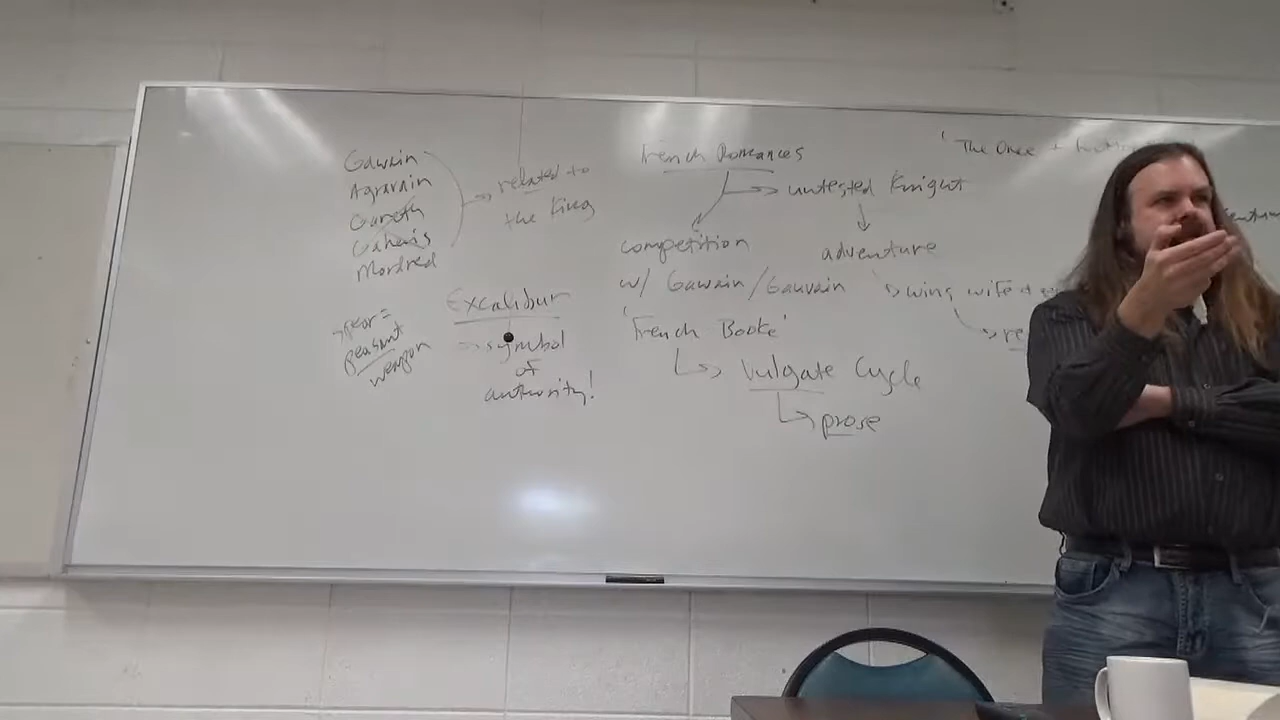 Gawain
Agravain
Gareth
Gaheris
Mordred
related to
the King
Excalibur
symbol
of
authority!
spear =
peasant
weapon
French Romances
untested Knight
competition
w/ Gawain/Gauvain
adventure
wins wife +
'French Booke'
Vulgate Cycle
prose
'The Once +